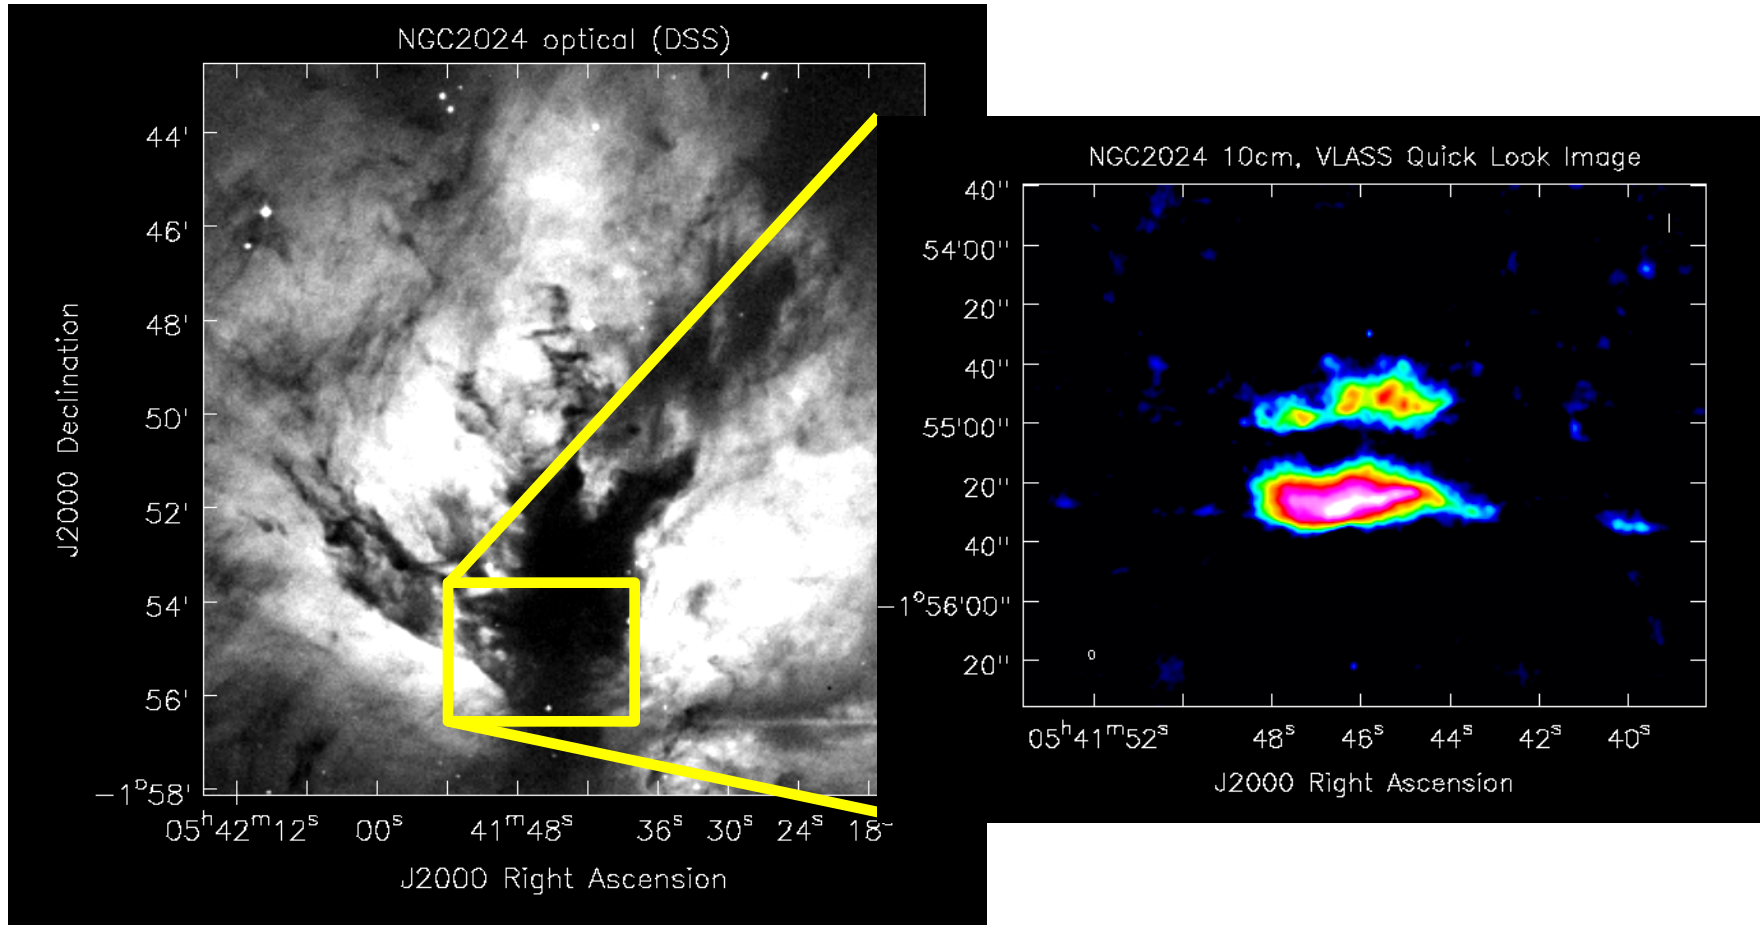 NGC2024 optical (DSS)
44'
46'
48'
50'
52'
54'
56'
−1°58'
J2000 Declination
05ʰ42ᵐ12ˢ 00ˢ 41ᵐ48ˢ 36ˢ 30ˢ 24ˢ 18ˢ
J2000 Right Ascension
NGC2024 10cm, VLASS Quick Look Image
40''
54'00''
20''
40''
55'00''
20''
40''
−1°56'00''
20''
05ʰ41ᵐ52ˢ 48ˢ 46ˢ 44ˢ 42ˢ 40ˢ
J2000 Right Ascension